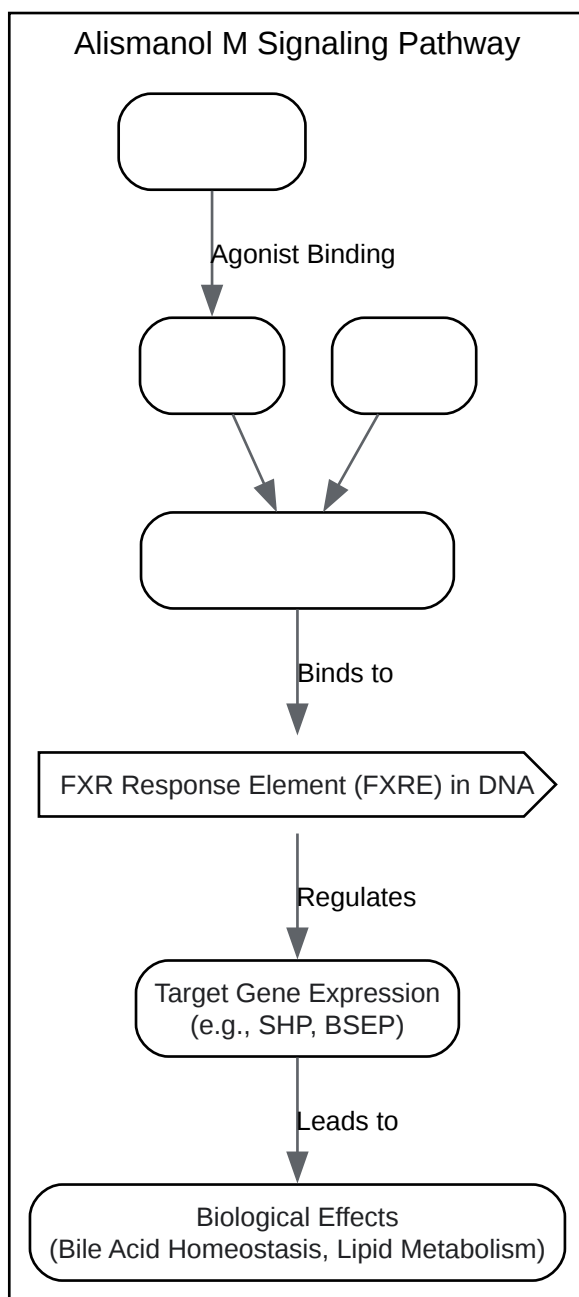 Alismanol M Signaling Pathway
Agonist Binding
Binds to
FXR Response Element (FXRE) in DNA
Regulates
Target Gene Expression
(e.g., SHP, BSEP)
Leads to
Biological Effects
(Bile Acid Homeostasis, Lipid Metabolism)